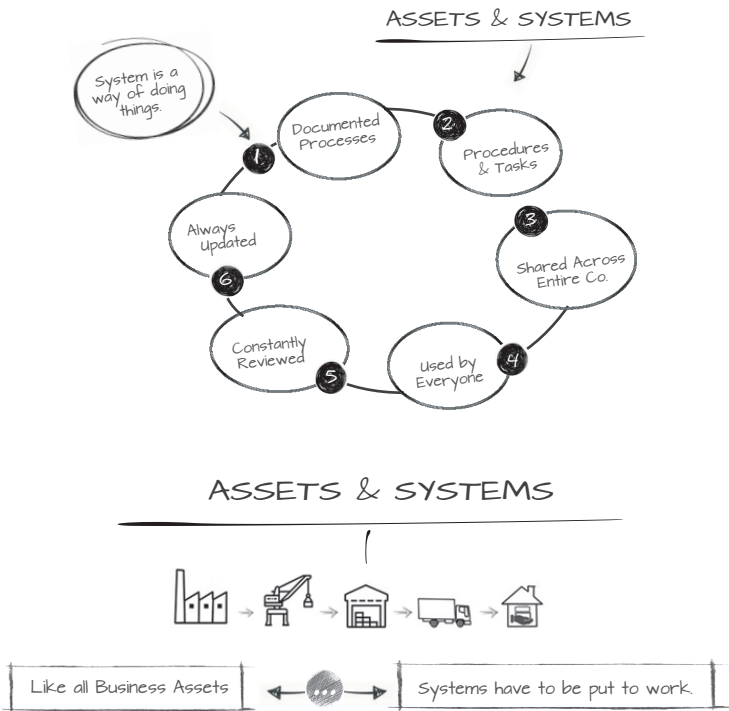 ASSETS & SYSTEMS
System is a
way of doing
things.
1
Documented
Processes
2
Procedures
& Tasks
3
Shared Across
Entire Co.
4
Used by
Everyone
5
Constantly
Reviewed
6
Always
Updated
ASSETS & SYSTEMS
Like all Business Assets
...
Systems have to be put to work.